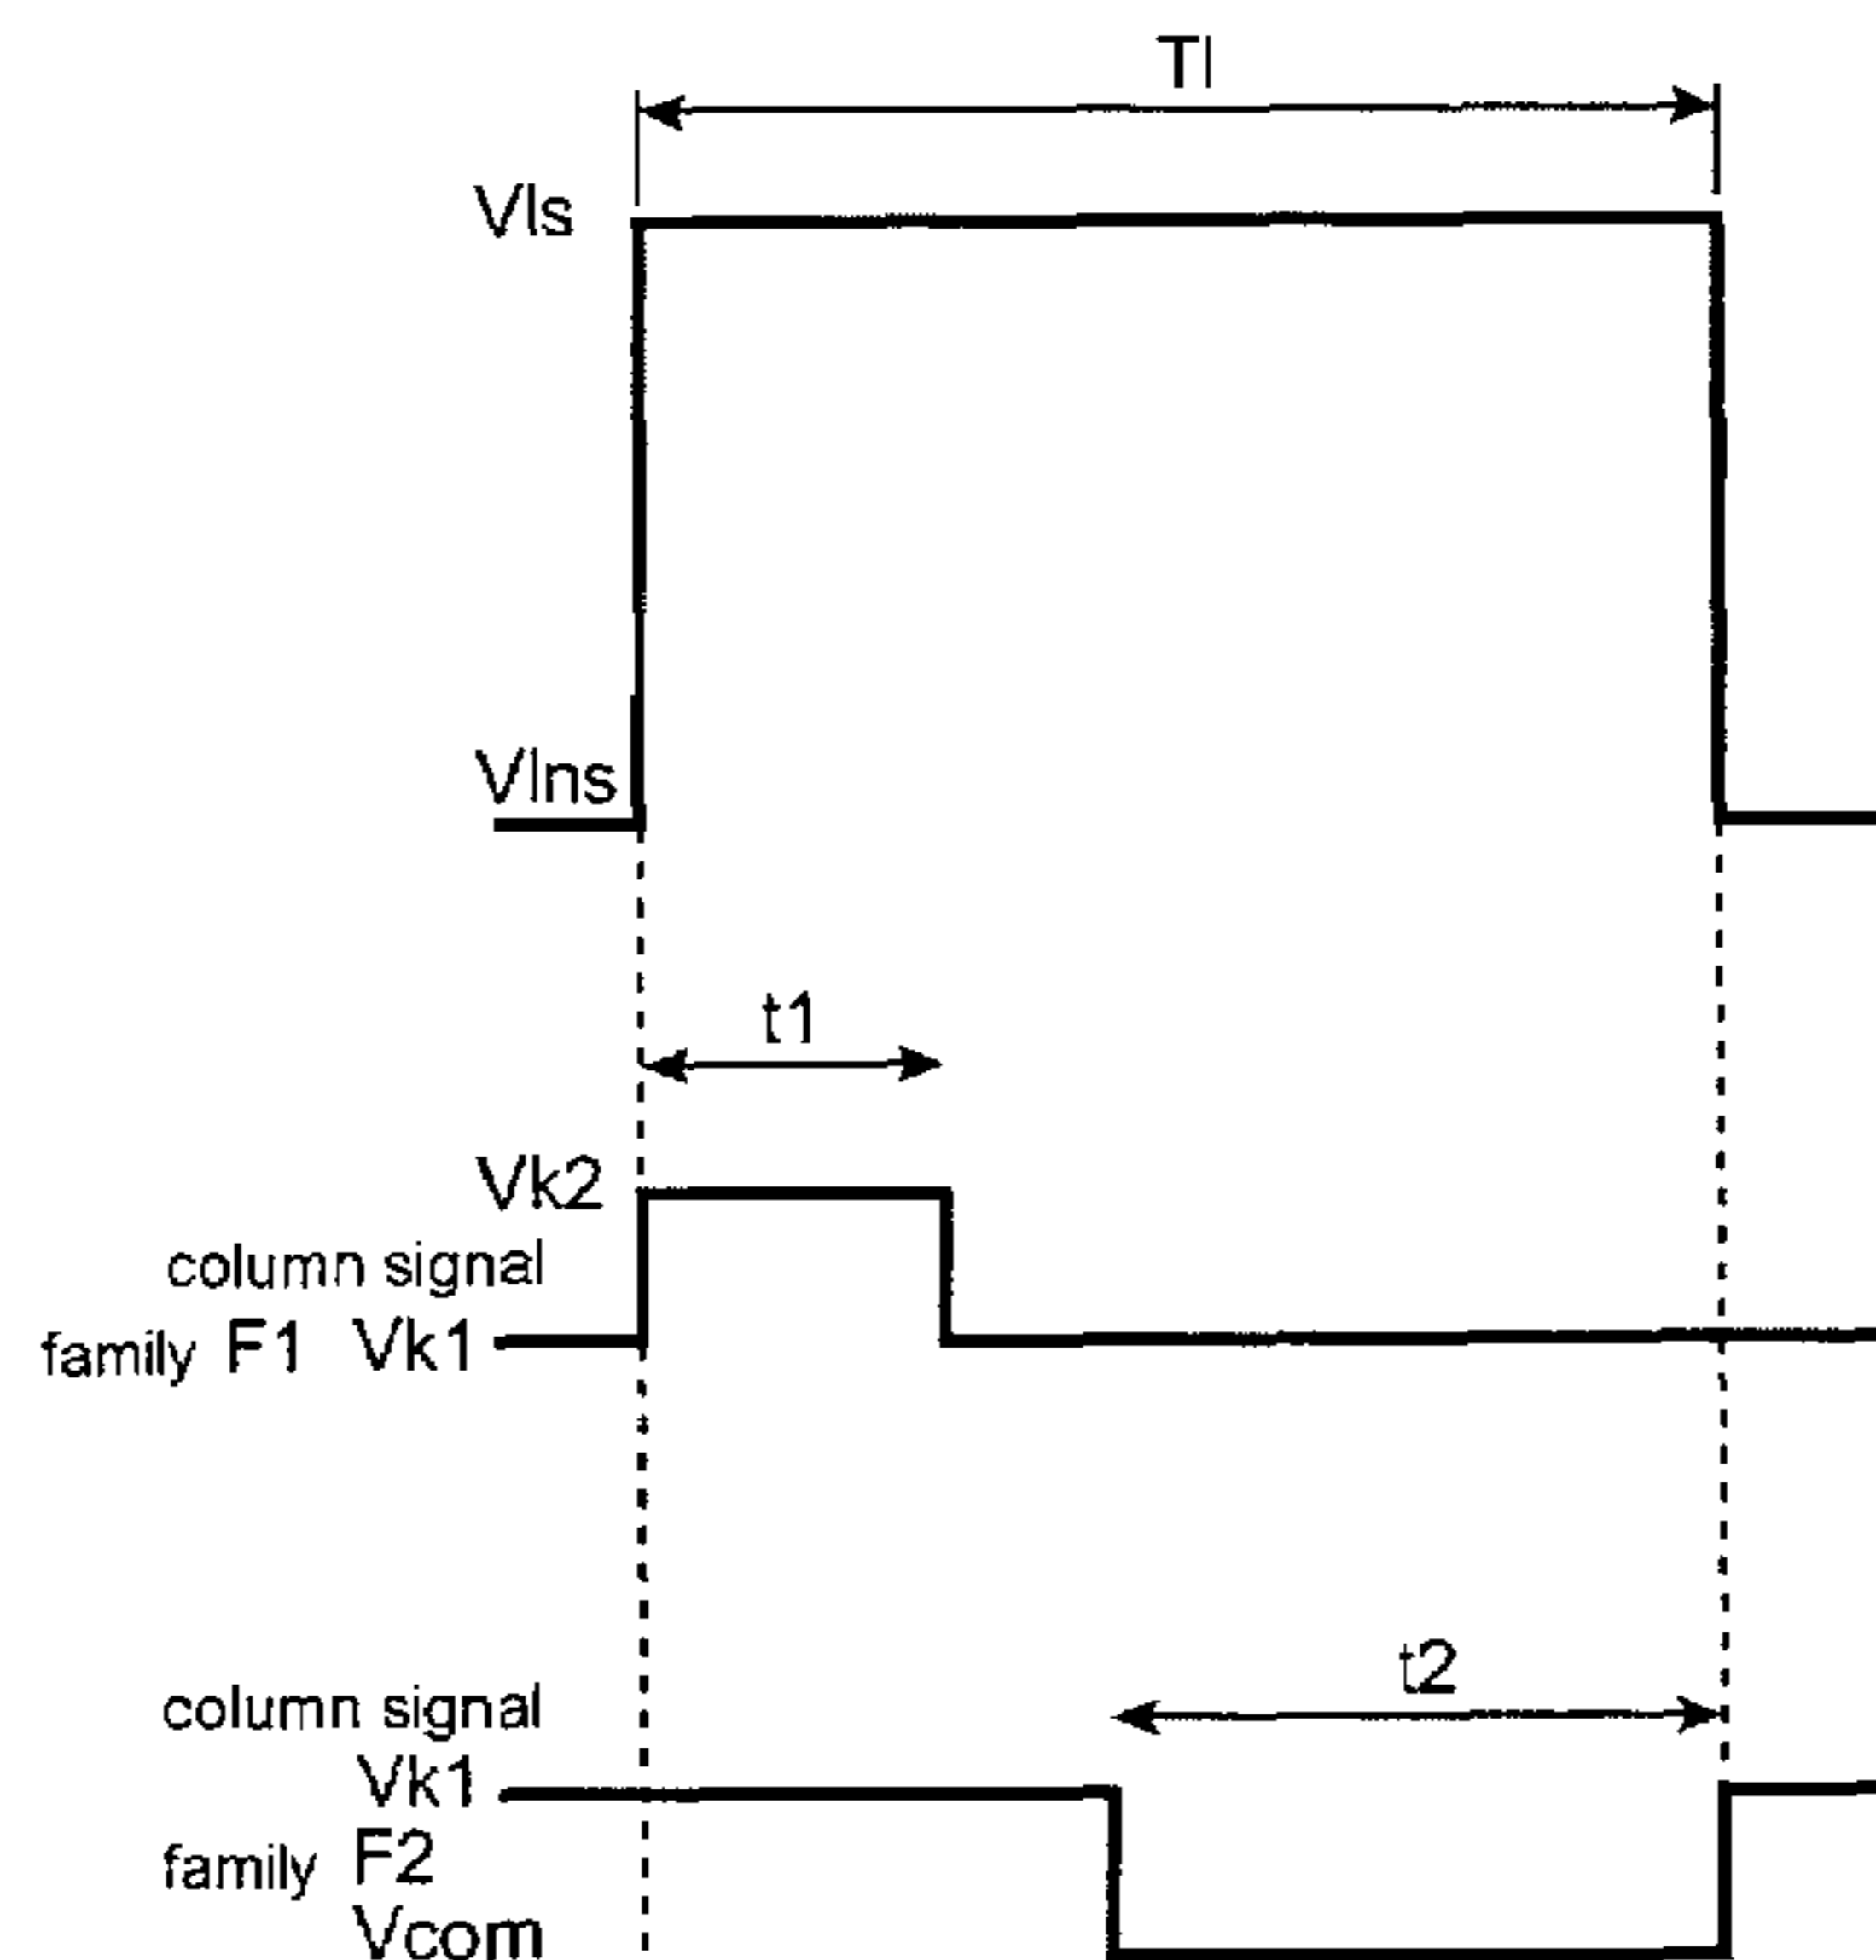 Tl
Vls
Vlns
t1
Vk2
column signal
family F1 Vk1
t2
column signal
Vk1
family F2
Vcom